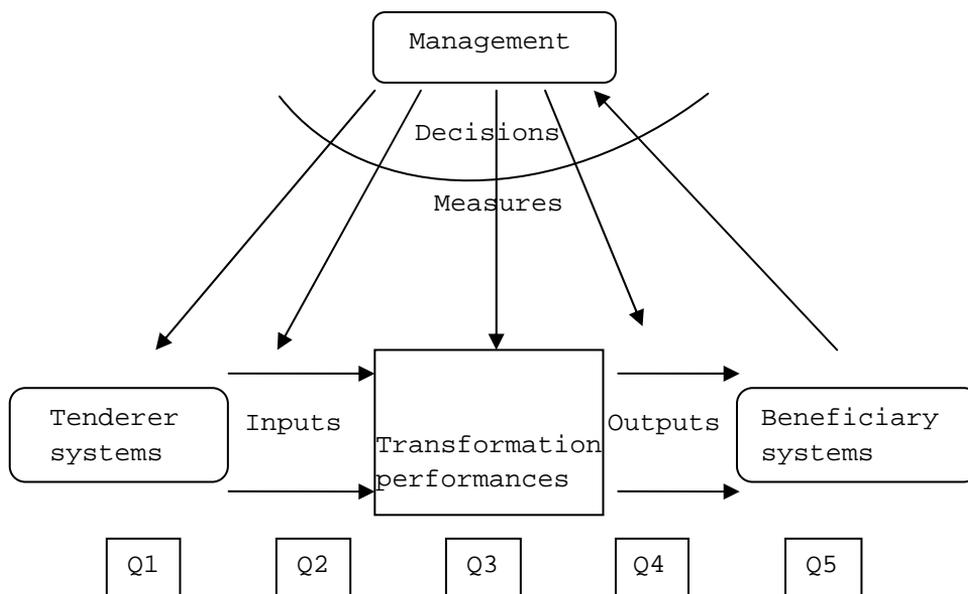 Management
Decisions
Measures
Tenderer
systems
Inputs
Transformation
performances
Outputs
Beneficiary
systems
Q1
Q2
Q3
Q4
Q5